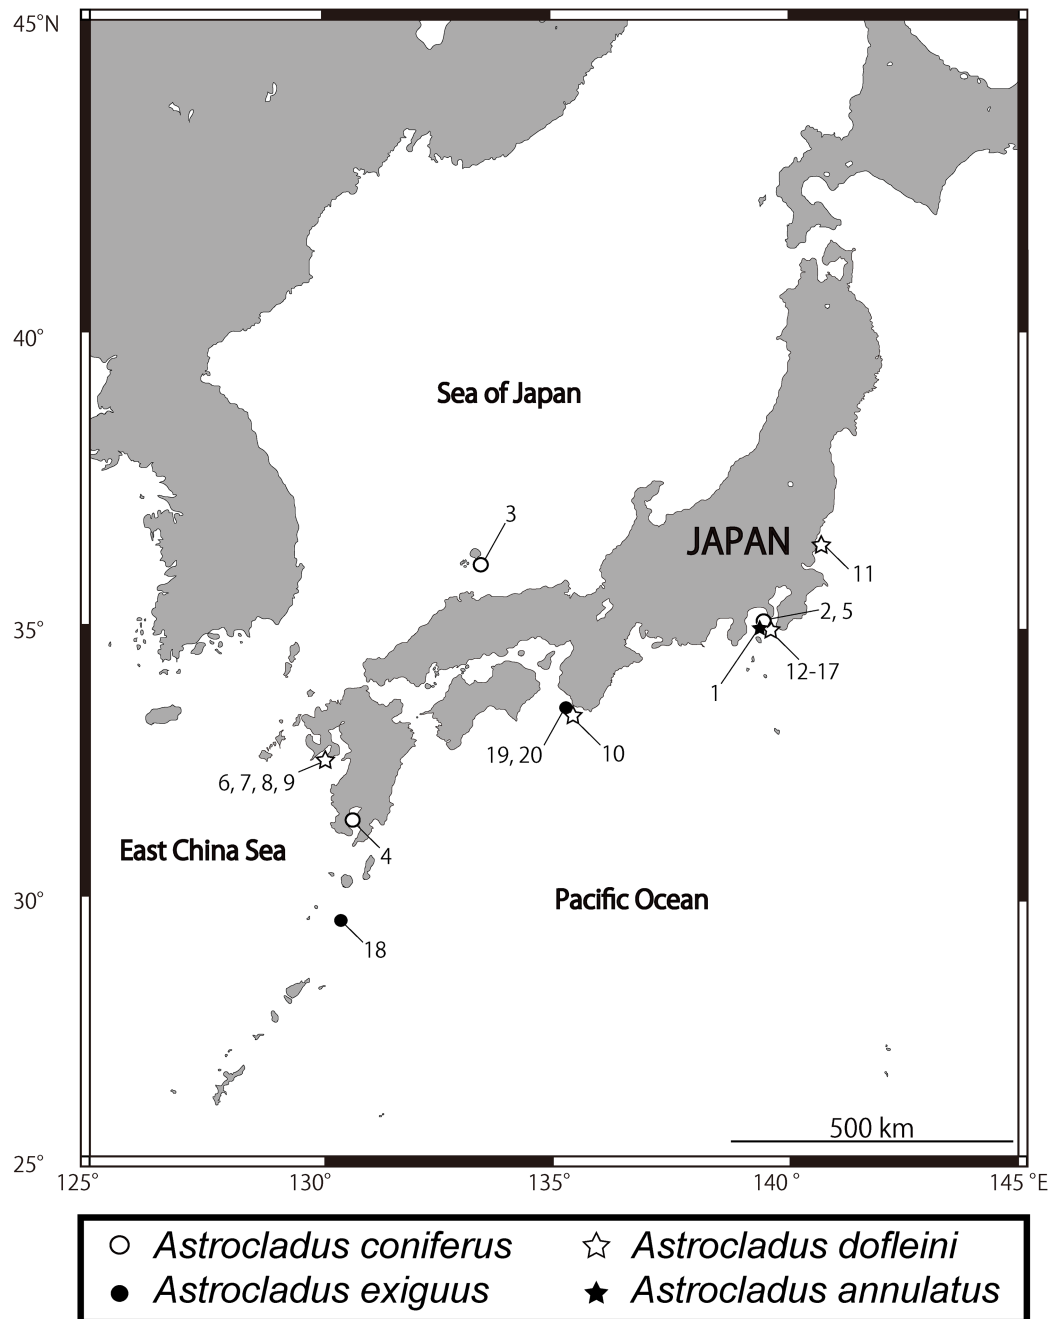 45°N
40°
Sea of Japan
3
JAPAN
11
2, 5
35°
12-17
1
19, 20
10
6, 7, 8, 9
East China Sea
4
30°
Pacific Ocean
18
500 km
25°
125°
130°
135°
140°
145°E
Astrocladus coniferus
Astrocladus dofleini
Astrocladus exiguus
Astrocladus annulatus